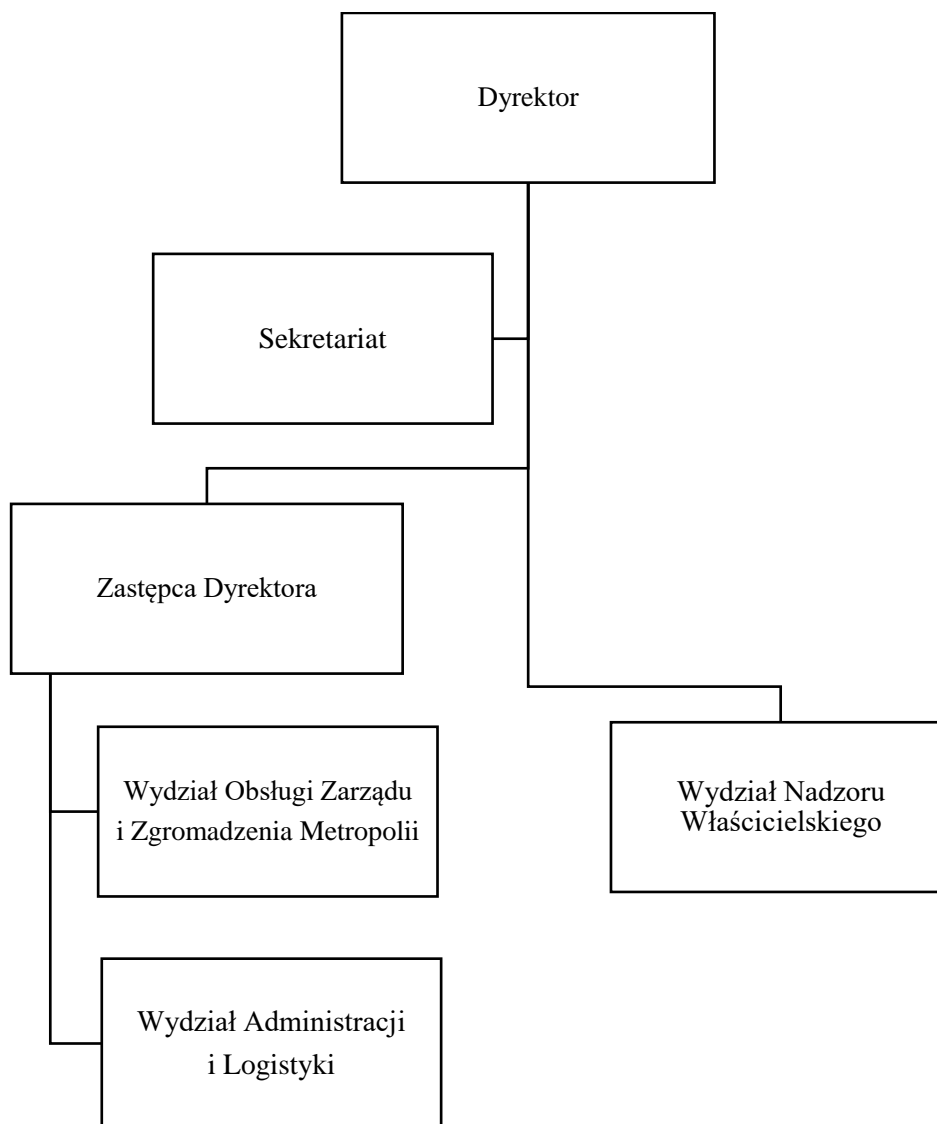 Dyrektor
Sekretariat
Zastępca Dyrektora
Wydział Obsługi Zarządu
i Zgromadzenia Metropolii
Wydział Nadzoru
Właścicielskiego
Wydział Administracji
i Logistyki